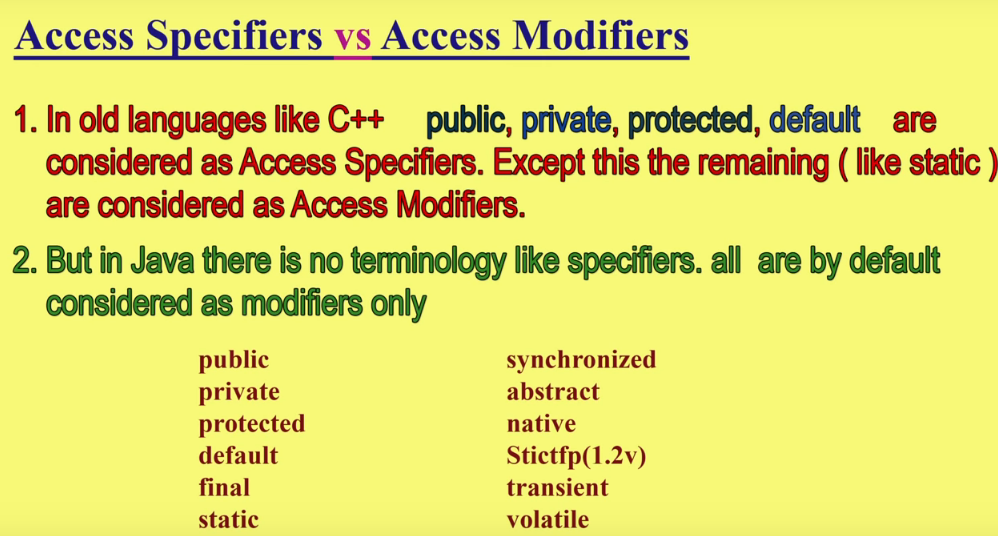 Access Specifiers vs Access Modifiers
1. In old languages like C++ public, private, protected, default are
considered as Access Specifiers. Except this the remaining ( like static )
are considered as Access Modifiers.
2. But in Java there is no terminology like specifiers. all are by default
considered as modifiers only
public
private
protected
default
final
static
synchronized
abstract
native
Stictfp(1.2v)
transient
volatile